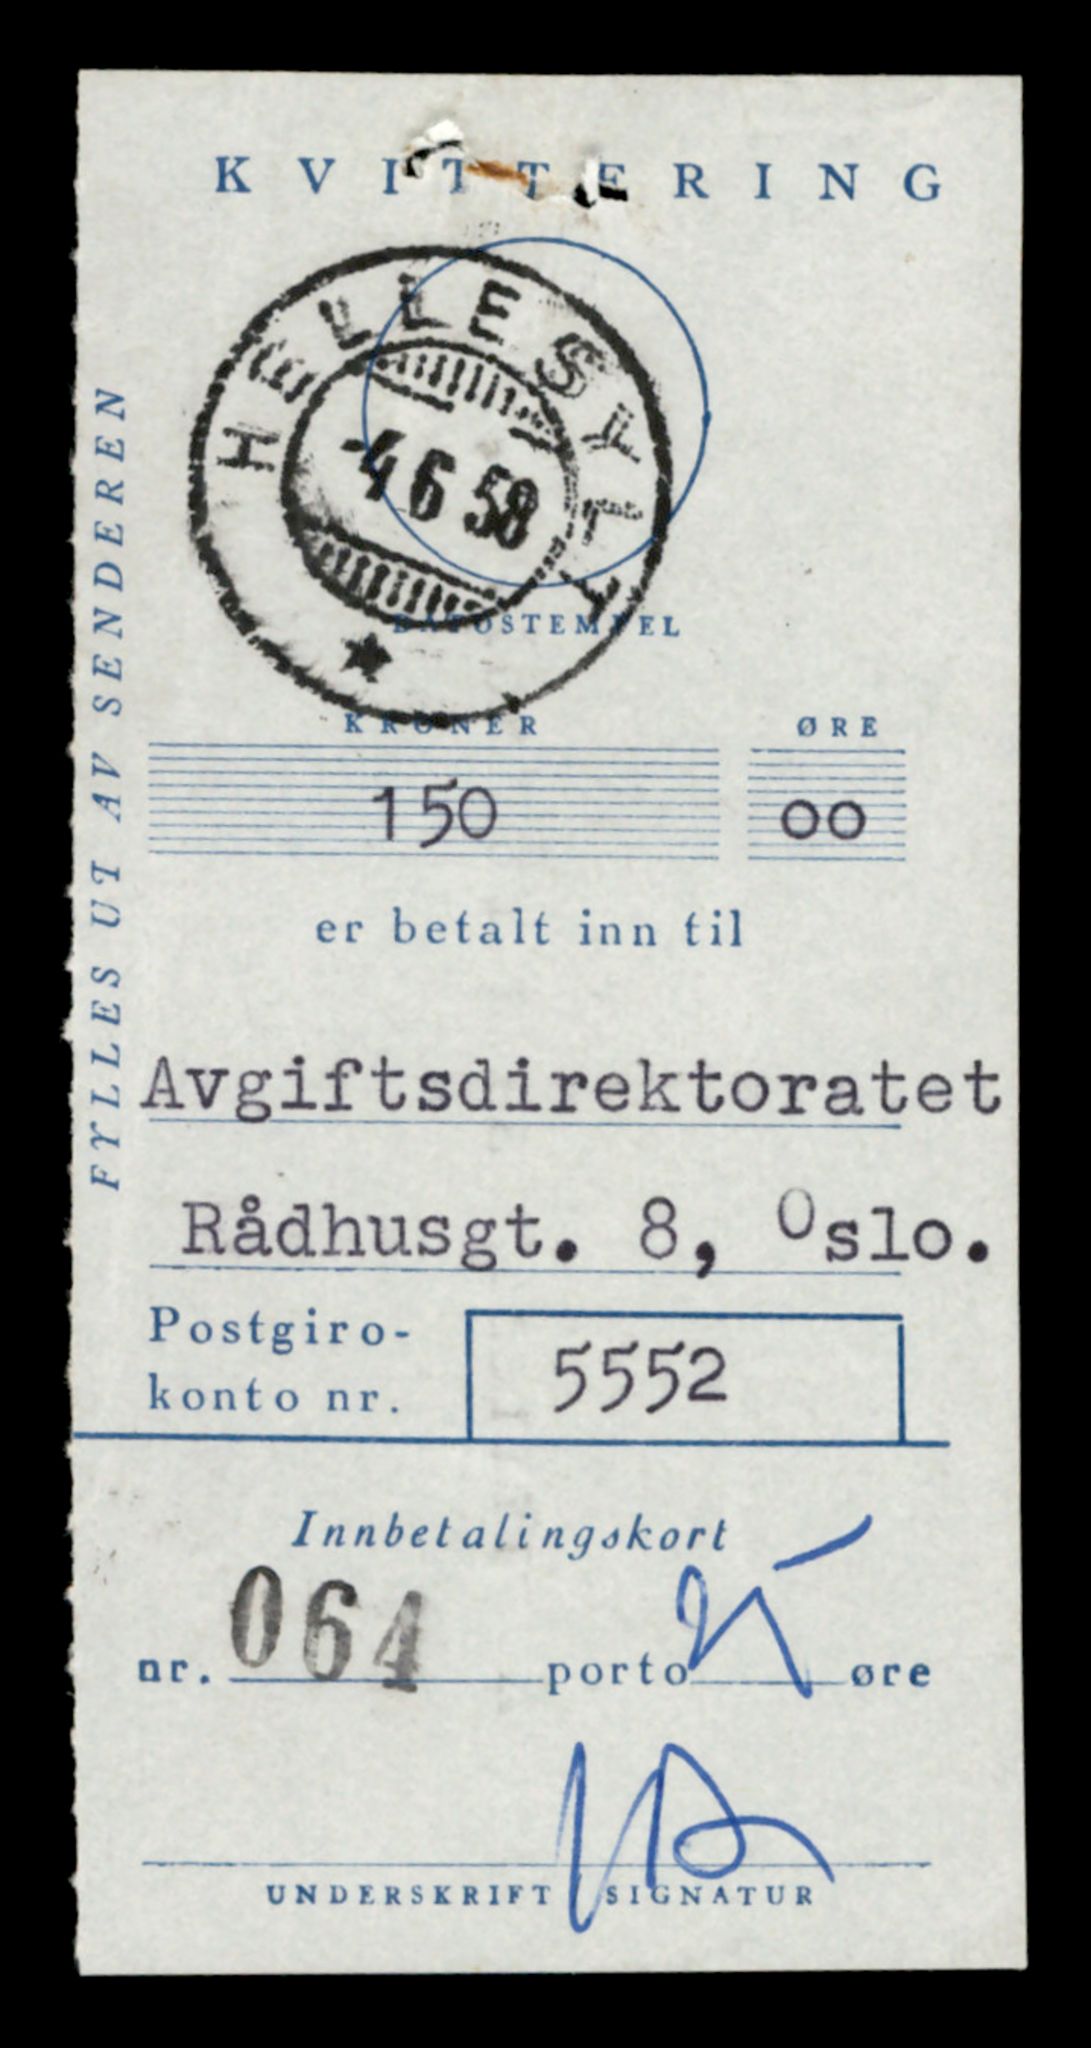 KVITTERING
HELLESYLT
-4 6 58
DATOSTEMPEL
FYLLES UT AV SENDEREN
KRONER ØRE
150 00
er betalt inn til
Avgiftsdirektoratet
Rådhusgt. 8, Oslo.
Postgiro-
konto nr. 5552
Innbetalingskort
nr. 064 porto 25 øre
UNDERSKRIFT SIGNATUR